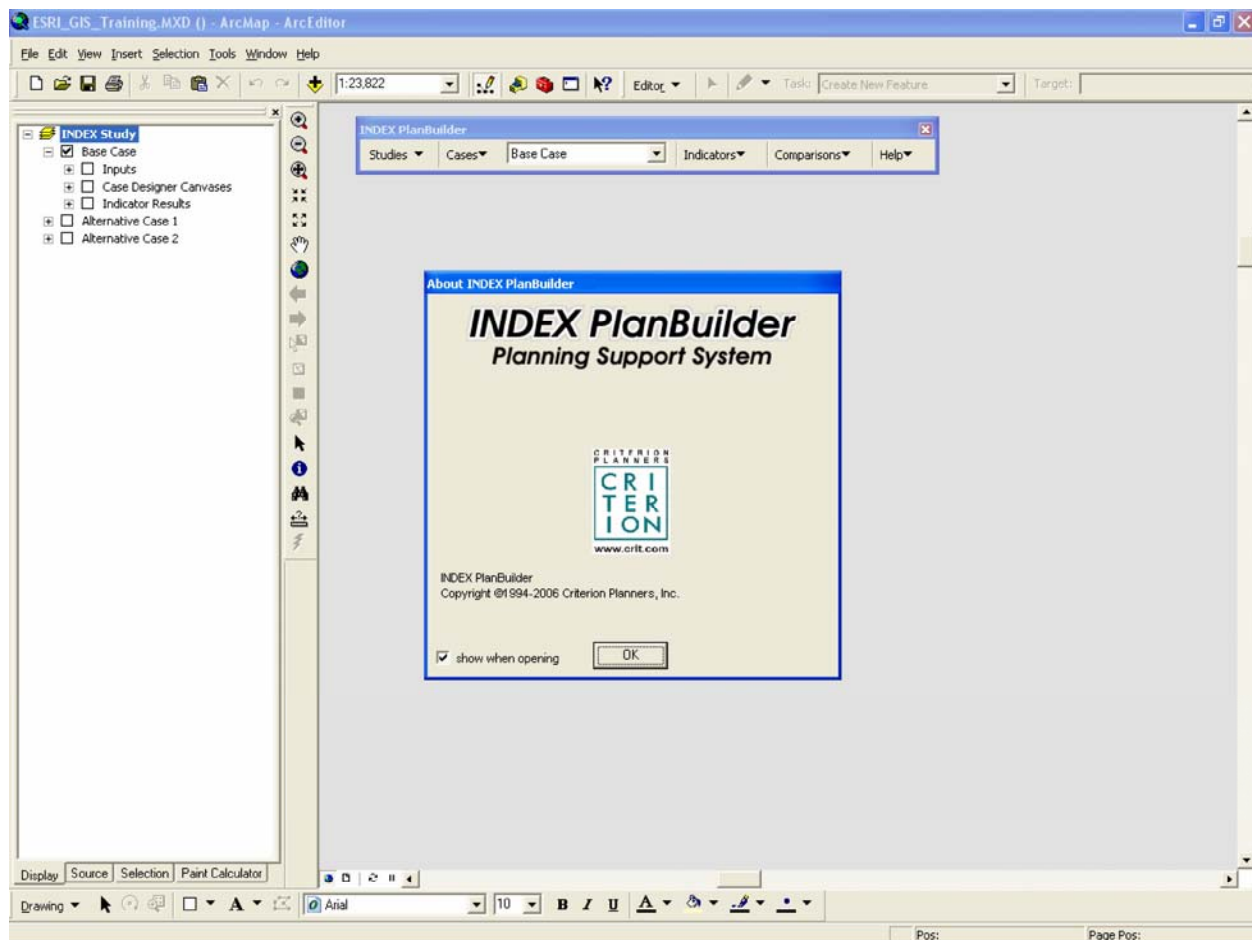 ESRI_GIS_Training.MXD () - ArcMap - ArcEditor
File Edit View Insert Selection Tools Window Help
1:23,822 Editor Task: Create New Feature Target:
INDEX Study
Base Case
Inputs
Case Designer Canvases
Indicator Results
Alternative Case 1
Alternative Case 2
INDEX PlanBuilder
Studies Cases Base Case Indicators Comparisons Help
About INDEX PlanBuilder
INDEX PlanBuilder
Planning Support System
CRITERION
PLANNERS
CRI
TER
ION
www.crit.com
INDEX PlanBuilder
Copyright ©1994-2006 Criterion Planners, Inc.
show when opening OK
Display Source Selection Paint Calculator
Drawing A Arial 10 B I U A
Pos: Page Pos: